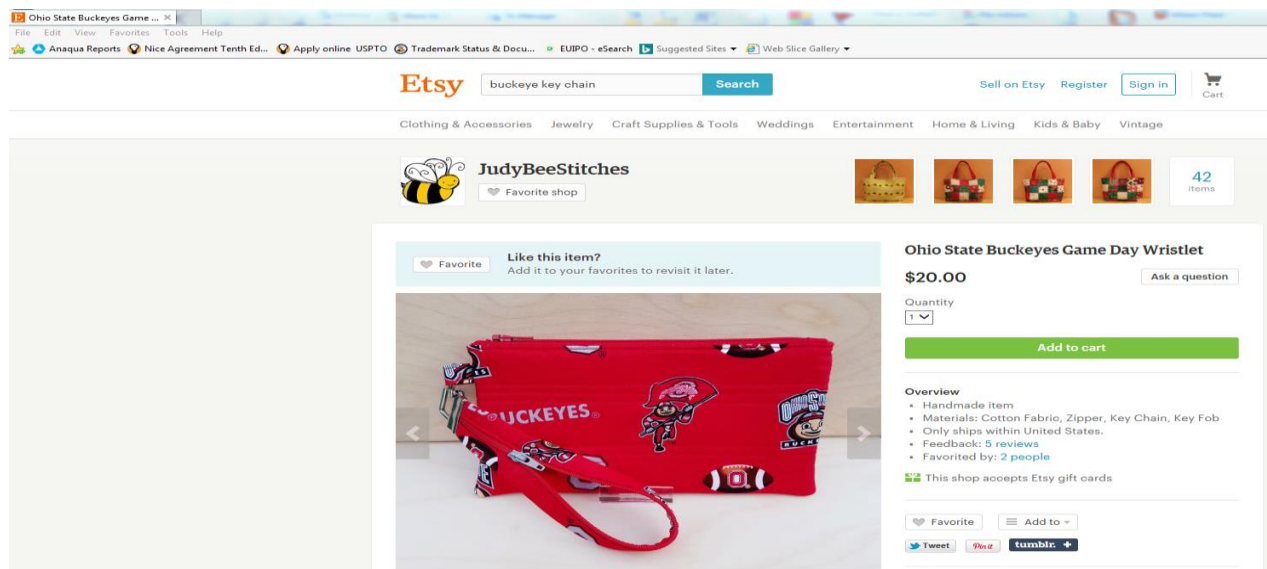 Ohio State Buckeyes Game ... ×
File Edit View Favorites Tools Help
Anaqua Reports Nice Agreement Tenth Ed... Apply online USPTO Trademark Status & Docu... EUIPO - eSearch Suggested Sites Web Slice Gallery
Etsy buckeye key chain Search Sell on Etsy Register Sign in Cart
Clothing & Accessories Jewelry Craft Supplies & Tools Weddings Entertainment Home & Living Kids & Baby Vintage
JudyBeeStitches
Favorite shop
42
items
Favorite
Like this item?
Add it to your favorites to revisit it later.
UCKEYES®
Ohio State Buckeyes Game Day Wristlet
$20.00 Ask a question
Quantity
1
Add to cart
Overview
• Handmade item
• Materials: Cotton Fabric, Zipper, Key Chain, Key Fob
• Only ships within United States.
• Feedback: 5 reviews
• Favorited by: 2 people
This shop accepts Etsy gift cards
Favorite Add to
Tweet Pin it tumblr. +